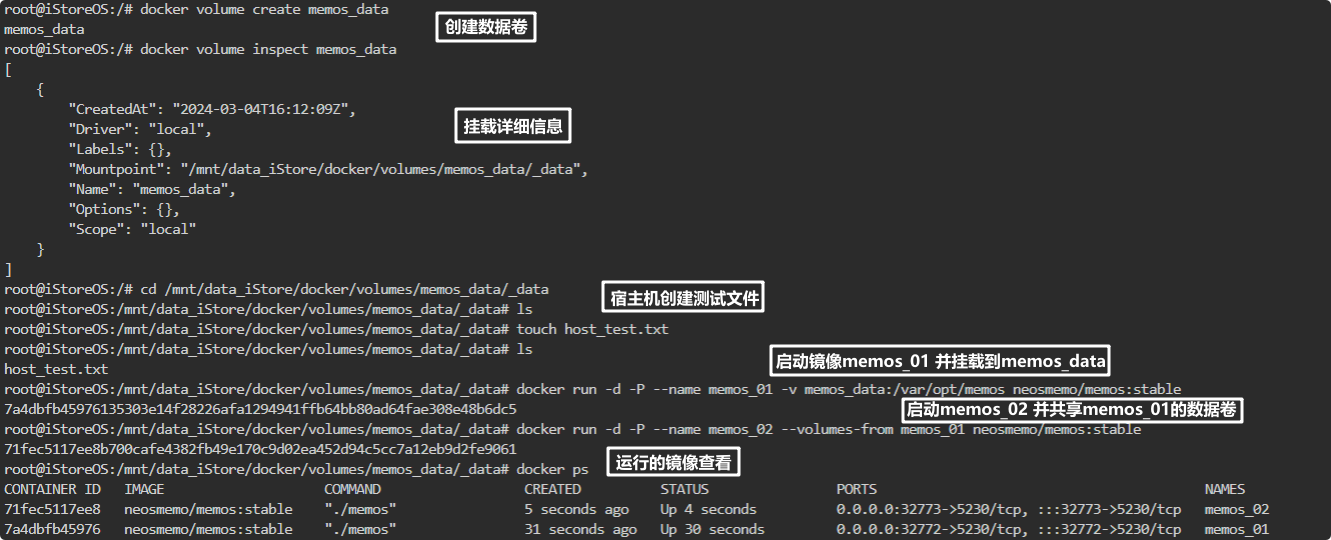 root@iStoreOS:/# docker volume create memos_data
创建数据卷
memos_data
root@iStoreOS:/# docker volume inspect memos_data
[
    {
        "CreatedAt": "2024-03-04T16:12:09Z",
挂载详细信息
        "Driver": "local",
        "Labels": {},
        "Mountpoint": "/mnt/data_iStore/docker/volumes/memos_data/_data",
        "Name": "memos_data",
        "Options": {},
        "Scope": "local"
    }
]
root@iStoreOS:/# cd /mnt/data_iStore/docker/volumes/memos_data/_data
宿主机创建测试文件
root@iStoreOS:/mnt/data_iStore/docker/volumes/memos_data/_data# ls
root@iStoreOS:/mnt/data_iStore/docker/volumes/memos_data/_data# touch host_test.txt
root@iStoreOS:/mnt/data_iStore/docker/volumes/memos_data/_data# ls
启动镜像memos_01 并挂载到memos_data
host_test.txt
root@iStoreOS:/mnt/data_iStore/docker/volumes/memos_data/_data# docker run -d -P --name memos_01 -v memos_data:/var/opt/memos neosmemo/memos:stable
7a4dbfb45976135303e14f28226afa1294941ffb64bb80ad64fae308e48b6dc5
启动memos_02 并共享memos_01的数据卷
root@iStoreOS:/mnt/data_iStore/docker/volumes/memos_data/_data# docker run -d -P --name memos_02 --volumes-from memos_01 neosmemo/memos:stable
71fec5117ee8b700cafe4382fb49e170c9d02ea452d94c5cc7a12eb9d2fe9061
运行的镜像查看
root@iStoreOS:/mnt/data_iStore/docker/volumes/memos_data/_data# docker ps
CONTAINER ID   IMAGE                    COMMAND                  CREATED          STATUS                PORTS                                         NAMES
71fec5117ee8   neosmemo/memos:stable    "./memos"                5 seconds ago    Up 4 seconds          0.0.0.0:32773->5230/tcp, :::32773->5230/tcp   memos_02
7a4dbfb45976   neosmemo/memos:stable    "./memos"                31 seconds ago   Up 30 seconds         0.0.0.0:32772->5230/tcp, :::32772->5230/tcp   memos_01